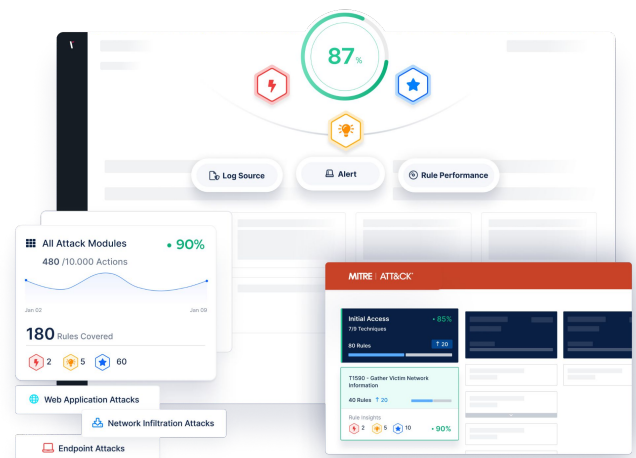 87%
Log Source
Alert
Rule Performance
All Attack Modules
• 90%
480 /10.000 Actions
Jan 02
Jan 09
180 Rules Covered
2
5
60
Web Application Attacks
Network Infiltration Attacks
Endpoint Attacks
MITRE | ATT&CK®
Initial Access
• 85%
7/9 Techniques
80 Rules
↑ 20
T1590 - Gather Victim Network
Information
40 Rules ↑ 20
Rule Insights
2
5
10
• 90%